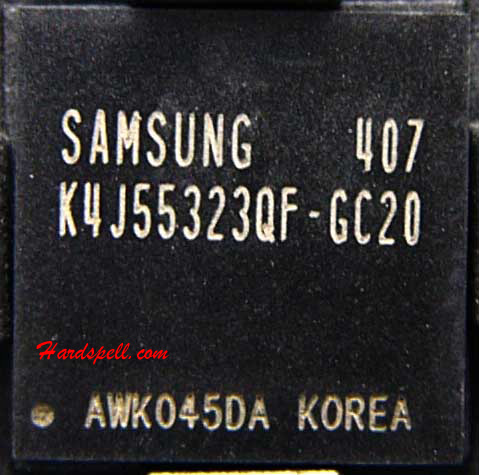 SAMSUNG 407
K4J55323QF-GC20
Hardspell.com
AWK045DA KOREA